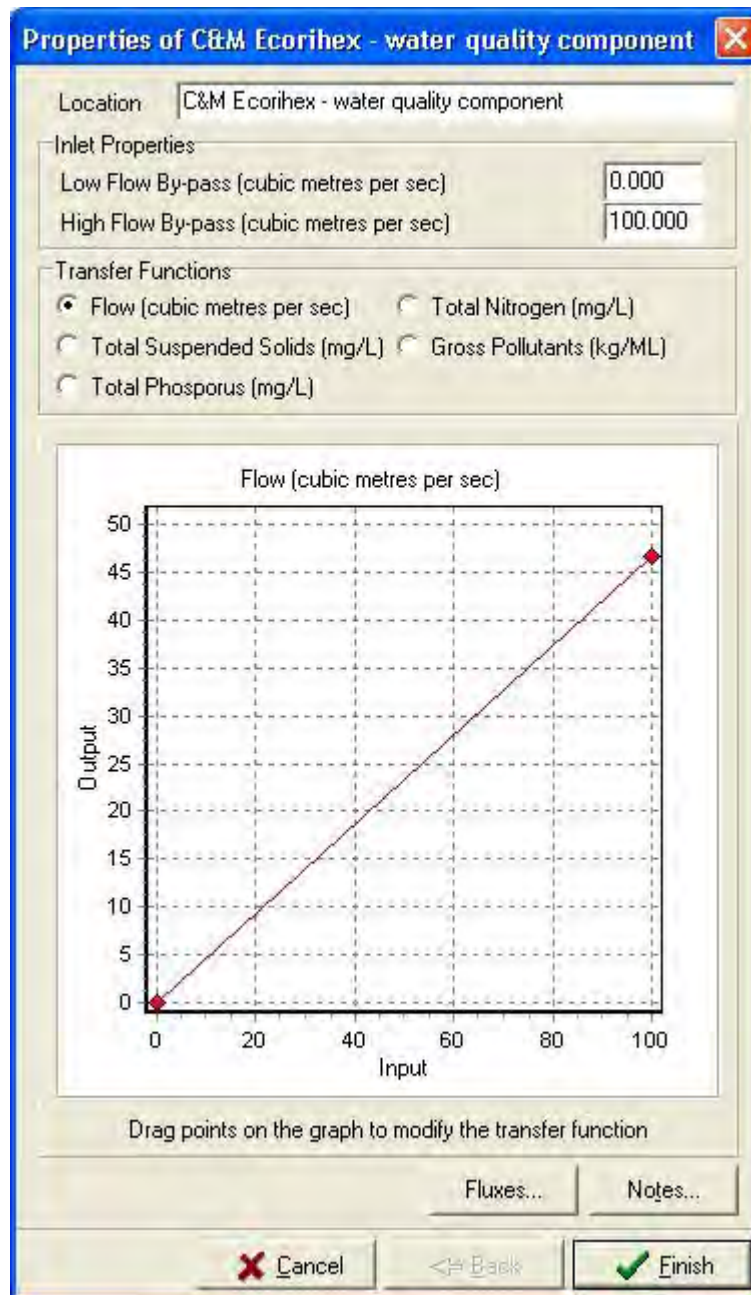 Properties of C&M Ecorihex - water quality component
Location C&M Ecorihex - water quality component
Inlet Properties
Low Flow By-pass (cubic metres per sec) 0.000
High Flow By-pass (cubic metres per sec) 100.000
Transfer Functions
Flow (cubic metres per sec) Total Nitrogen (mg/L)
Total Suspended Solids (mg/L) Gross Pollutants (kg/ML)
Total Phosporus (mg/L)
Flow (cubic metres per sec)
50
45
40
35
30
25
20
15
10
5
0
Output
0 20 40 60 80 100
Input
Drag points on the graph to modify the transfer function
Fluxes... Notes...
Cancel <= Back Finish